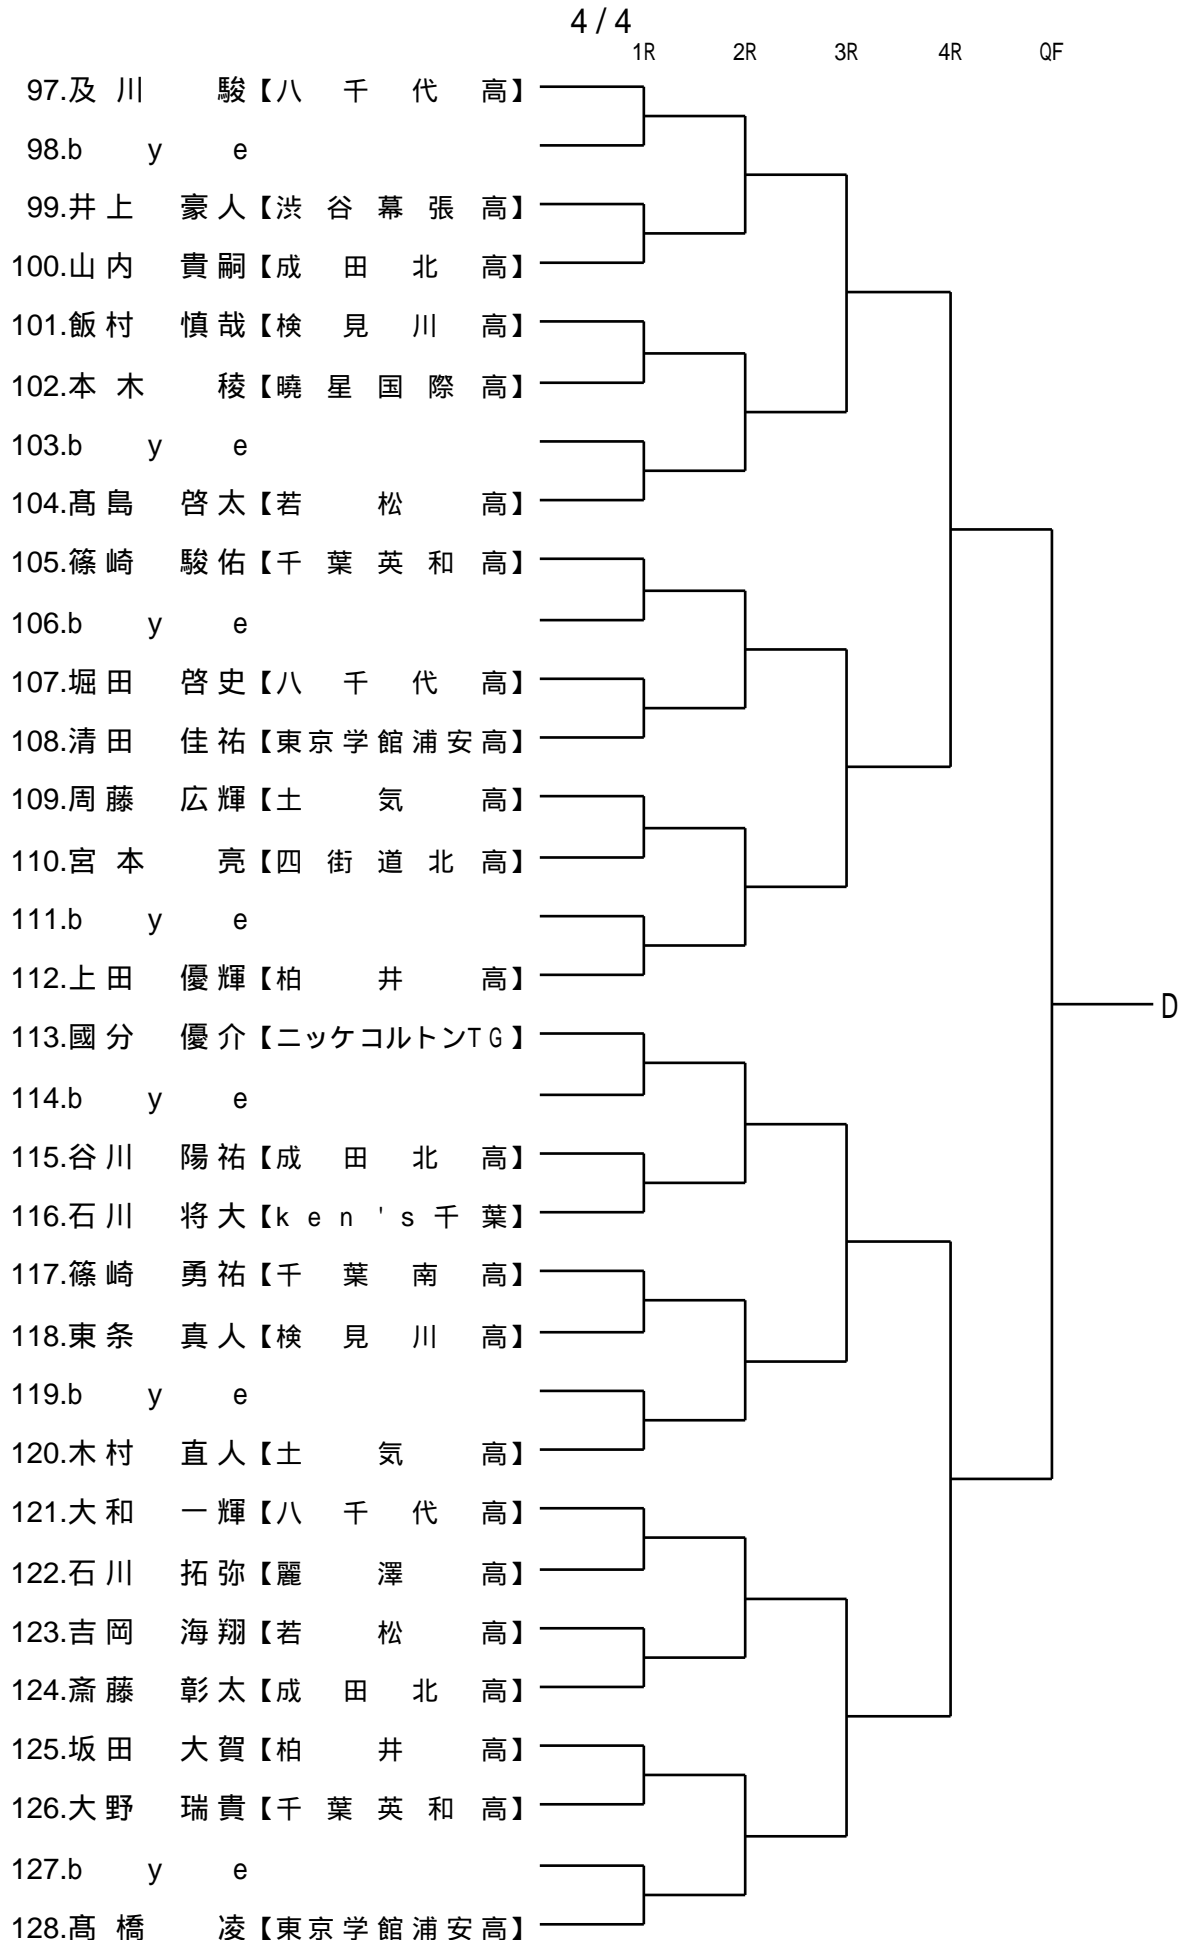 4/4
1R 2R 3R 4R QF
97.及川 駿【八千代高】
98.bye
99.井上 豪人【渋谷幕張高】
100.山内 貴嗣【成田北高】
101.飯村 慎哉【検見川高】
102.本木 稜【曉星国際高】
103.bye
104.髙島 啓太【若松高】
105.篠崎 駿佑【千葉英和高】
106.bye
107.堀田 啓史【八千代高】
108.清田 佳祐【東京学館浦安高】
109.周藤 広輝【土気高】
110.宮本 亮【四街道北高】
111.bye
112.上田 優輝【柏井高】
D
113.國分 優介【ニッケコルトンTG】
114.bye
115.谷川 陽祐【成田北高】
116.石川 将大【ken's千葉】
117.篠崎 勇祐【千葉南高】
118.東条 真人【検見川高】
119.bye
120.木村 直人【土気高】
121.大和 一輝【八千代高】
122.石川 拓弥【麗澤高】
123.吉岡 海翔【若松高】
124.斎藤 彰太【成田北高】
125.坂田 大賀【柏井高】
126.大野 瑞貴【千葉英和高】
127.bye
128.髙橋 凌【東京学館浦安高】